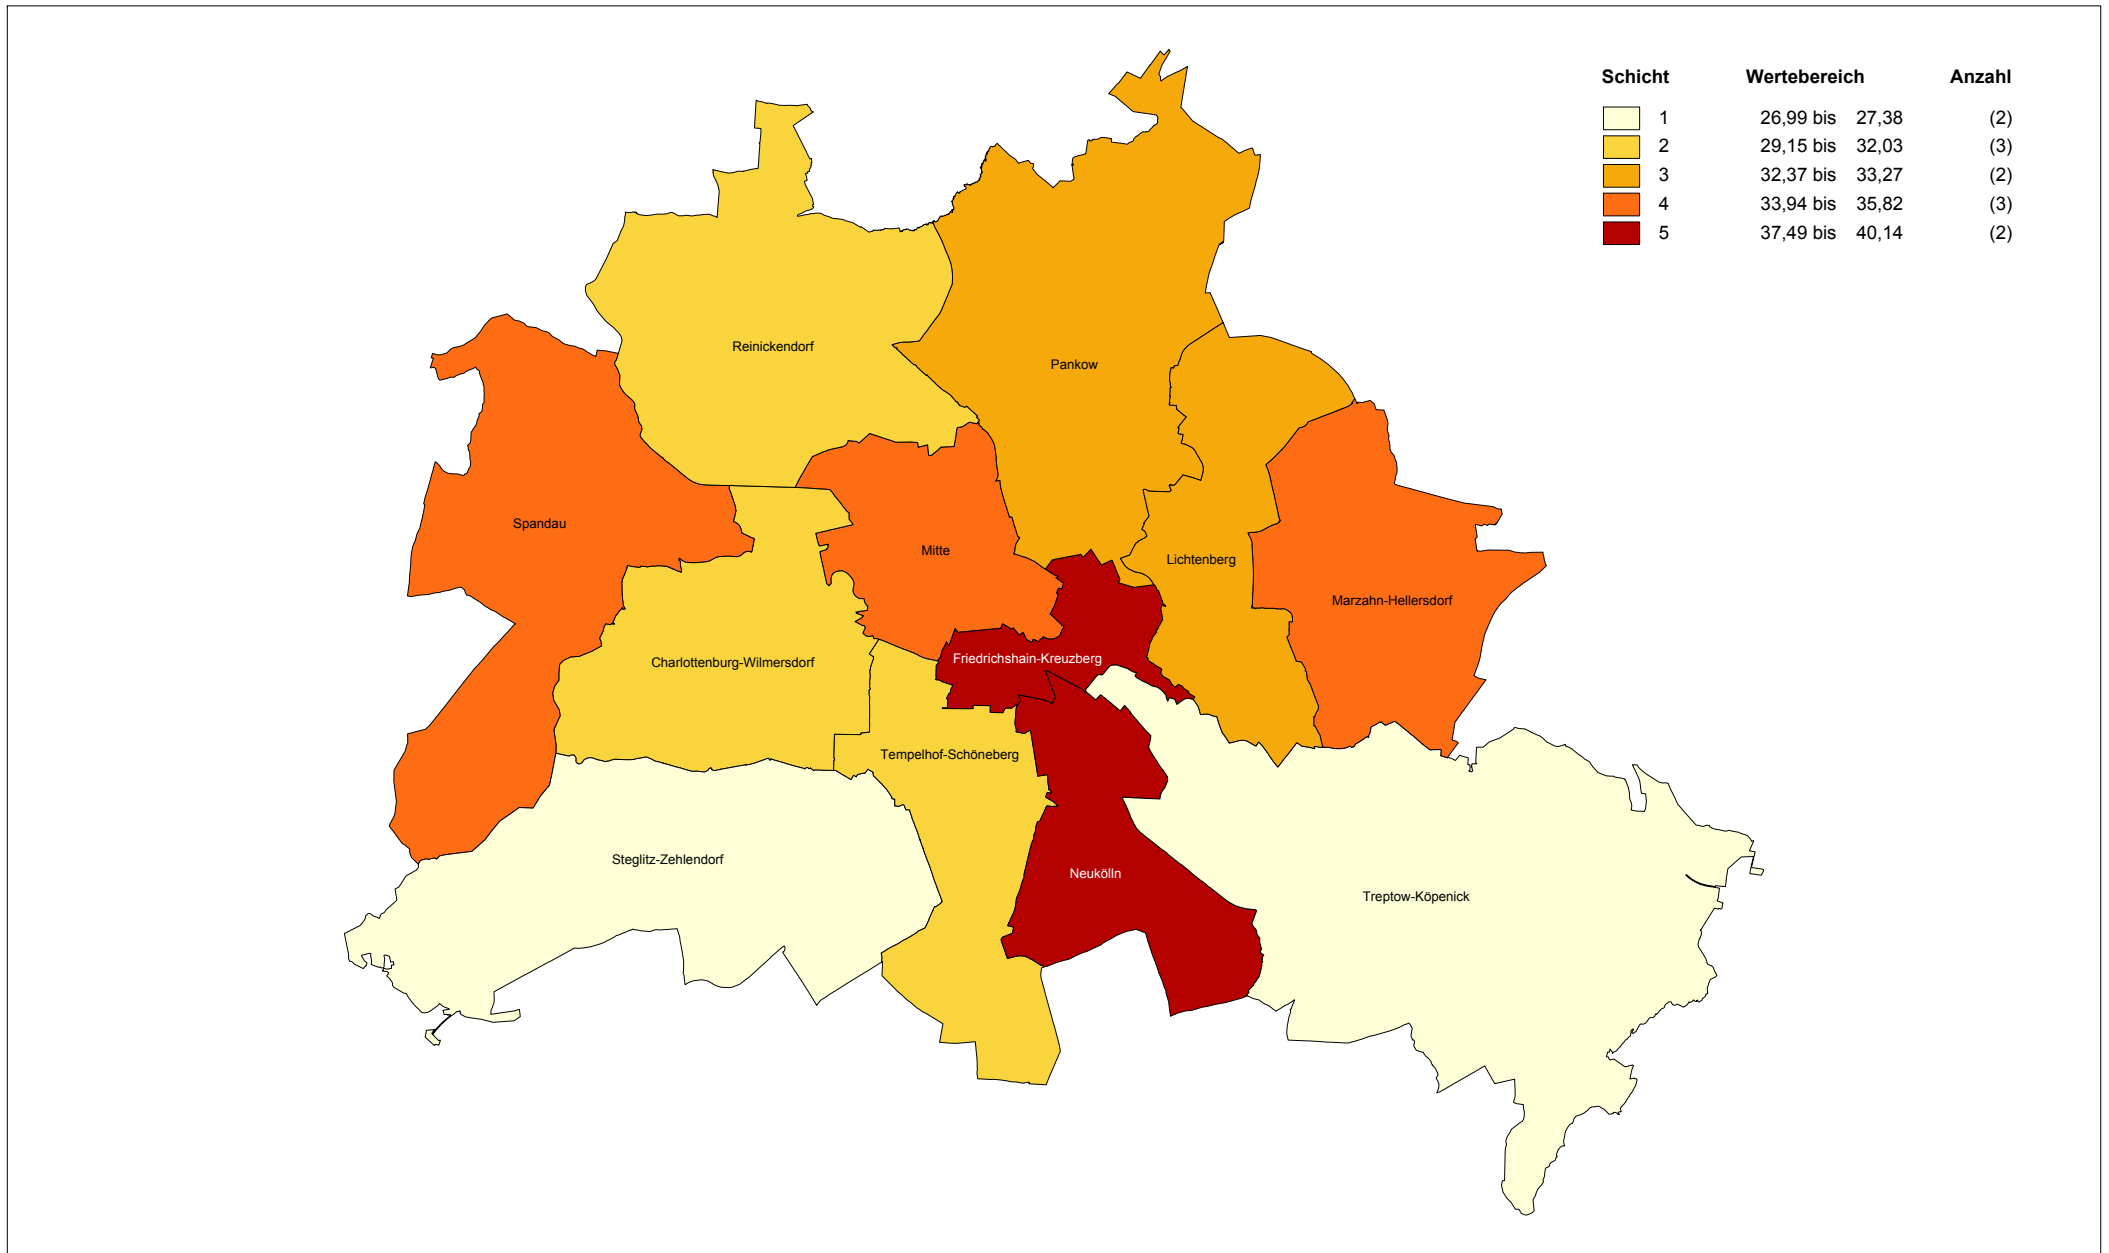 Schicht Wertebereich Anzahl
1 26,99 bis 27,38 (2)
2 29,15 bis 32,03 (3)
3 32,37 bis 33,27 (2)
4 33,94 bis 35,82 (3)
5 37,49 bis 40,14 (2)
Reinickendorf
Pankow
Spandau
Mitte
Lichtenberg
Marzahn-Hellersdorf
Charlottenburg-Wilmersdorf
Friedrichshain-Kreuzberg
Tempelhof-Schöneberg
Steglitz-Zehlendorf
Neukölln
Treptow-Köpenick